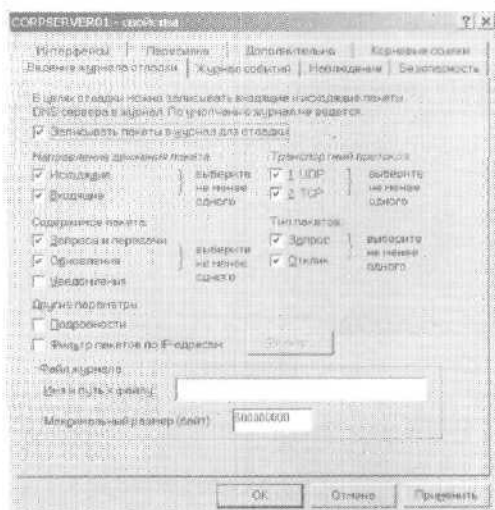 CORPSERVER01 - свойства
Интерфейсы Пересылка Дополнительно Корневые ссылки
Ведение журнала отладки Журнал событий Наблюдение Безопасность
В целях отладки можно записывать входящие и исходящие пакеты
DNS сервера в журнал. По умолчанию журнал не ведется.
Записывать пакеты в журнал для отладки
Направление движения пакета: Транспортный протокол:
Исходящие выберите не менее одного 1 UDP выберите не менее одного
Входящие 2 TCP
Содержимое пакета: Тип пакетов:
Запросы и передачи выберите не менее одного Запрос выберите не менее одного
Обновления Отклик
Уведомления
Другие параметры:
Подробности
Фильтр пакетов по IP-адресам
Файл журнала
Имя и путь к файлу:
Максимальный размер (байт): 500000000
OK Отмена Применить